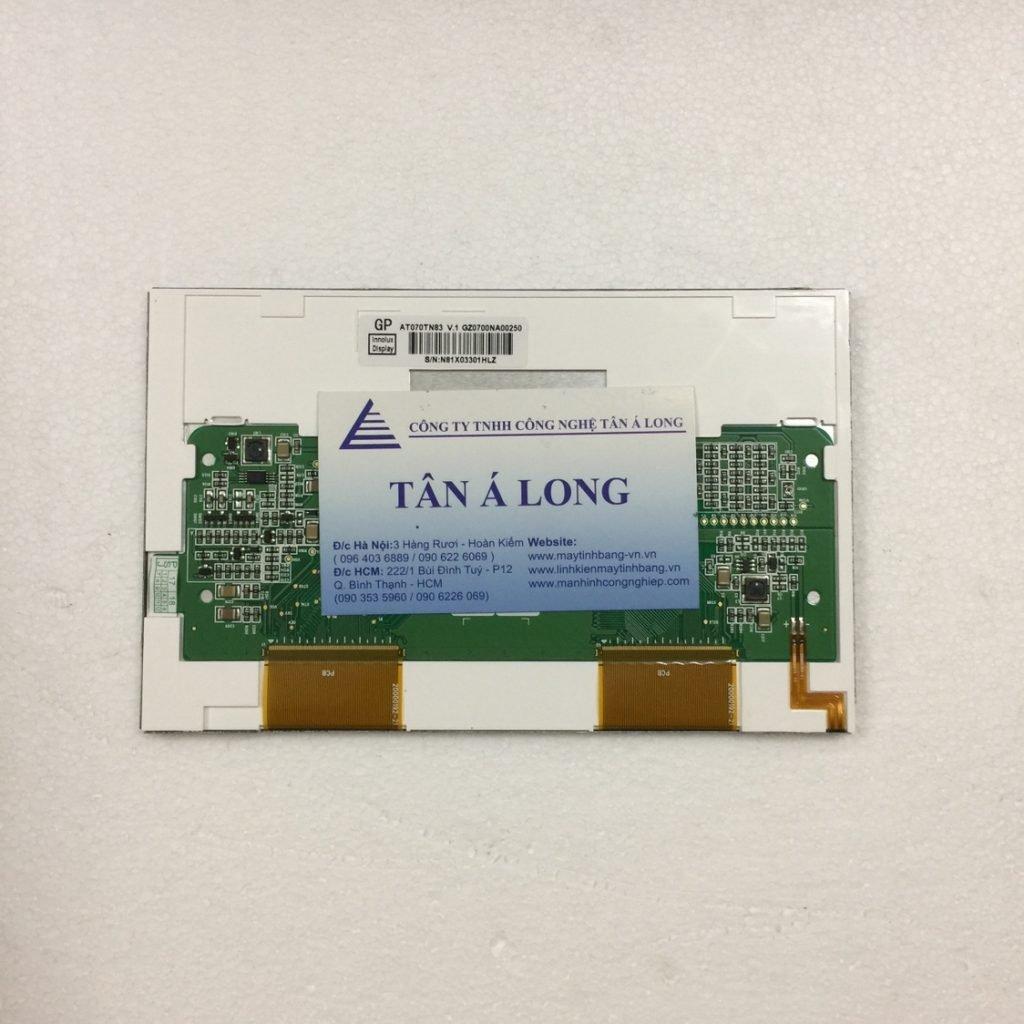 GP AT070TN83 V.1 GZ0700NA00250
Innolux
Display
S/N:N81X03301HLZ
CÔNG TY TNHH CÔNG NGHỆ TÂN Á LONG
TÂN Á LONG
Đ/c Hà Nội:3 Hàng Rươi - Hoàn Kiếm
( 096 403 6889 / 090 622 6069 )
Đ/c HCM: 222/1 Bùi Đình Tuý - P12
Q. Bình Thạnh - HCM
(090 353 5960 / 090 6226 069)
Website:
www.maytinhbang-vn.vn
www.linhkienmaytinhbang.vn
www.manhinhcongnghiep.com
PCB
PCB